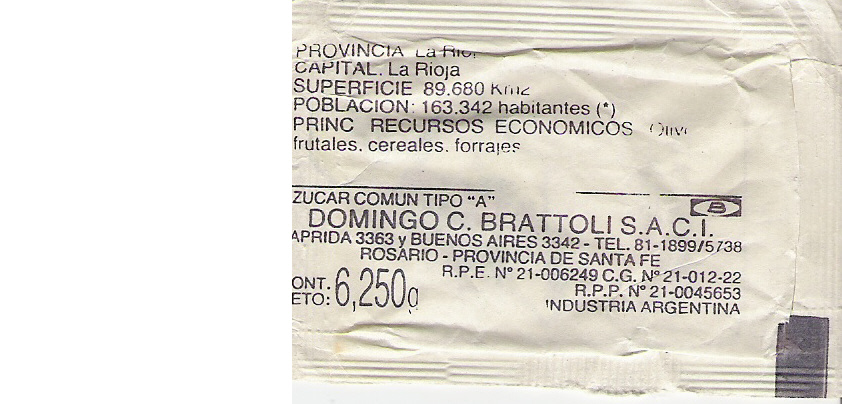 PROVINCIA La Rioj
CAPITAL. La Rioja
SUPERFICIE 89.680 Km2
POBLACION: 163.342 habitantes (*)
PRINC RECURSOS ECONOMICOS Olivo
frutales. cereales. forrajes
ZUCAR COMUN TIPO "A"
B
DOMINGO C. BRATTOLI S.A.C.I.
APRIDA 3363 y BUENOS AIRES 3342 - TEL. 81-1899/5738
ROSARIO - PROVINCIA DE SANTA FE
R.P.E. N° 21-006249 C.G. N° 21-012-22
ONT. R.P.P. N° 21-0045653
ETO: 6,250g INDUSTRIA ARGENTINA